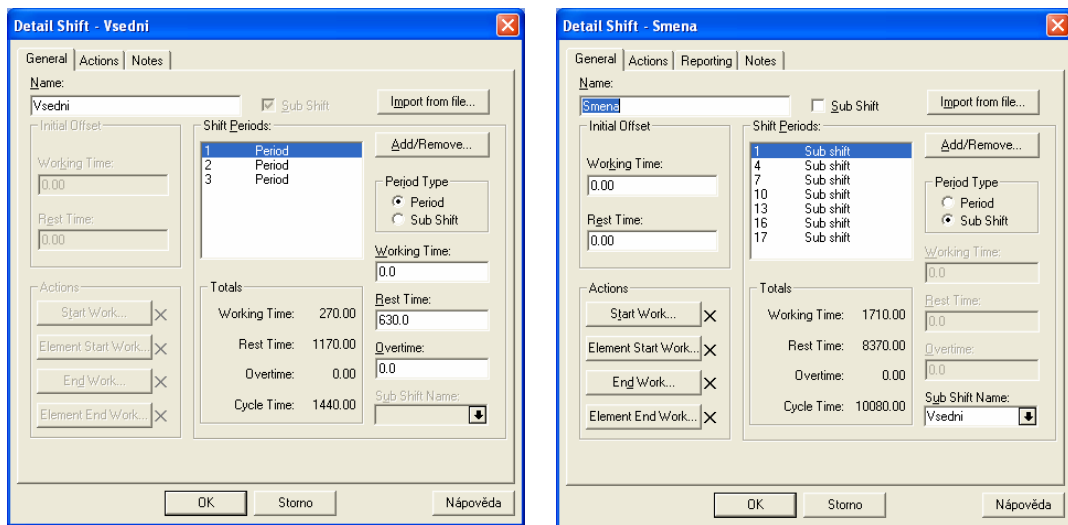 Detail Shift - Vsedni
General Actions Notes
Name:
Vsedni
Sub Shift
Import from file...
Initial Offset
Working Time:
0.00
Rest Time:
0.00
Shift Periods:
1 Period
2 Period
3 Period
Add/Remove...
Period Type
Period
Sub Shift
Working Time:
0.0
Rest Time:
630.0
Overtime:
0.0
Sub Shift Name:
Actions
Start Work...
Element Start Work...
End Work...
Element End Work...
Totals
Working Time: 270.00
Rest Time: 1170.00
Overtime: 0.00
Cycle Time: 1440.00
OK
Storno
Nápověda
Detail Shift - Smena
General Actions Reporting Notes
Name:
Smena
Sub Shift
Import from file...
Initial Offset
Working Time:
0.00
Rest Time:
0.00
Shift Periods:
1 Sub shift
4 Sub shift
7 Sub shift
10 Sub shift
13 Sub shift
16 Sub shift
17 Sub shift
Add/Remove...
Period Type
Period
Sub Shift
Working Time:
0.0
Rest Time:
0.0
Overtime:
0.0
Sub Shift Name:
Vsedni
Actions
Start Work...
Element Start Work...
End Work...
Element End Work...
Totals
Working Time: 1710.00
Rest Time: 8370.00
Overtime: 0.00
Cycle Time: 10080.00
OK
Storno
Nápověda